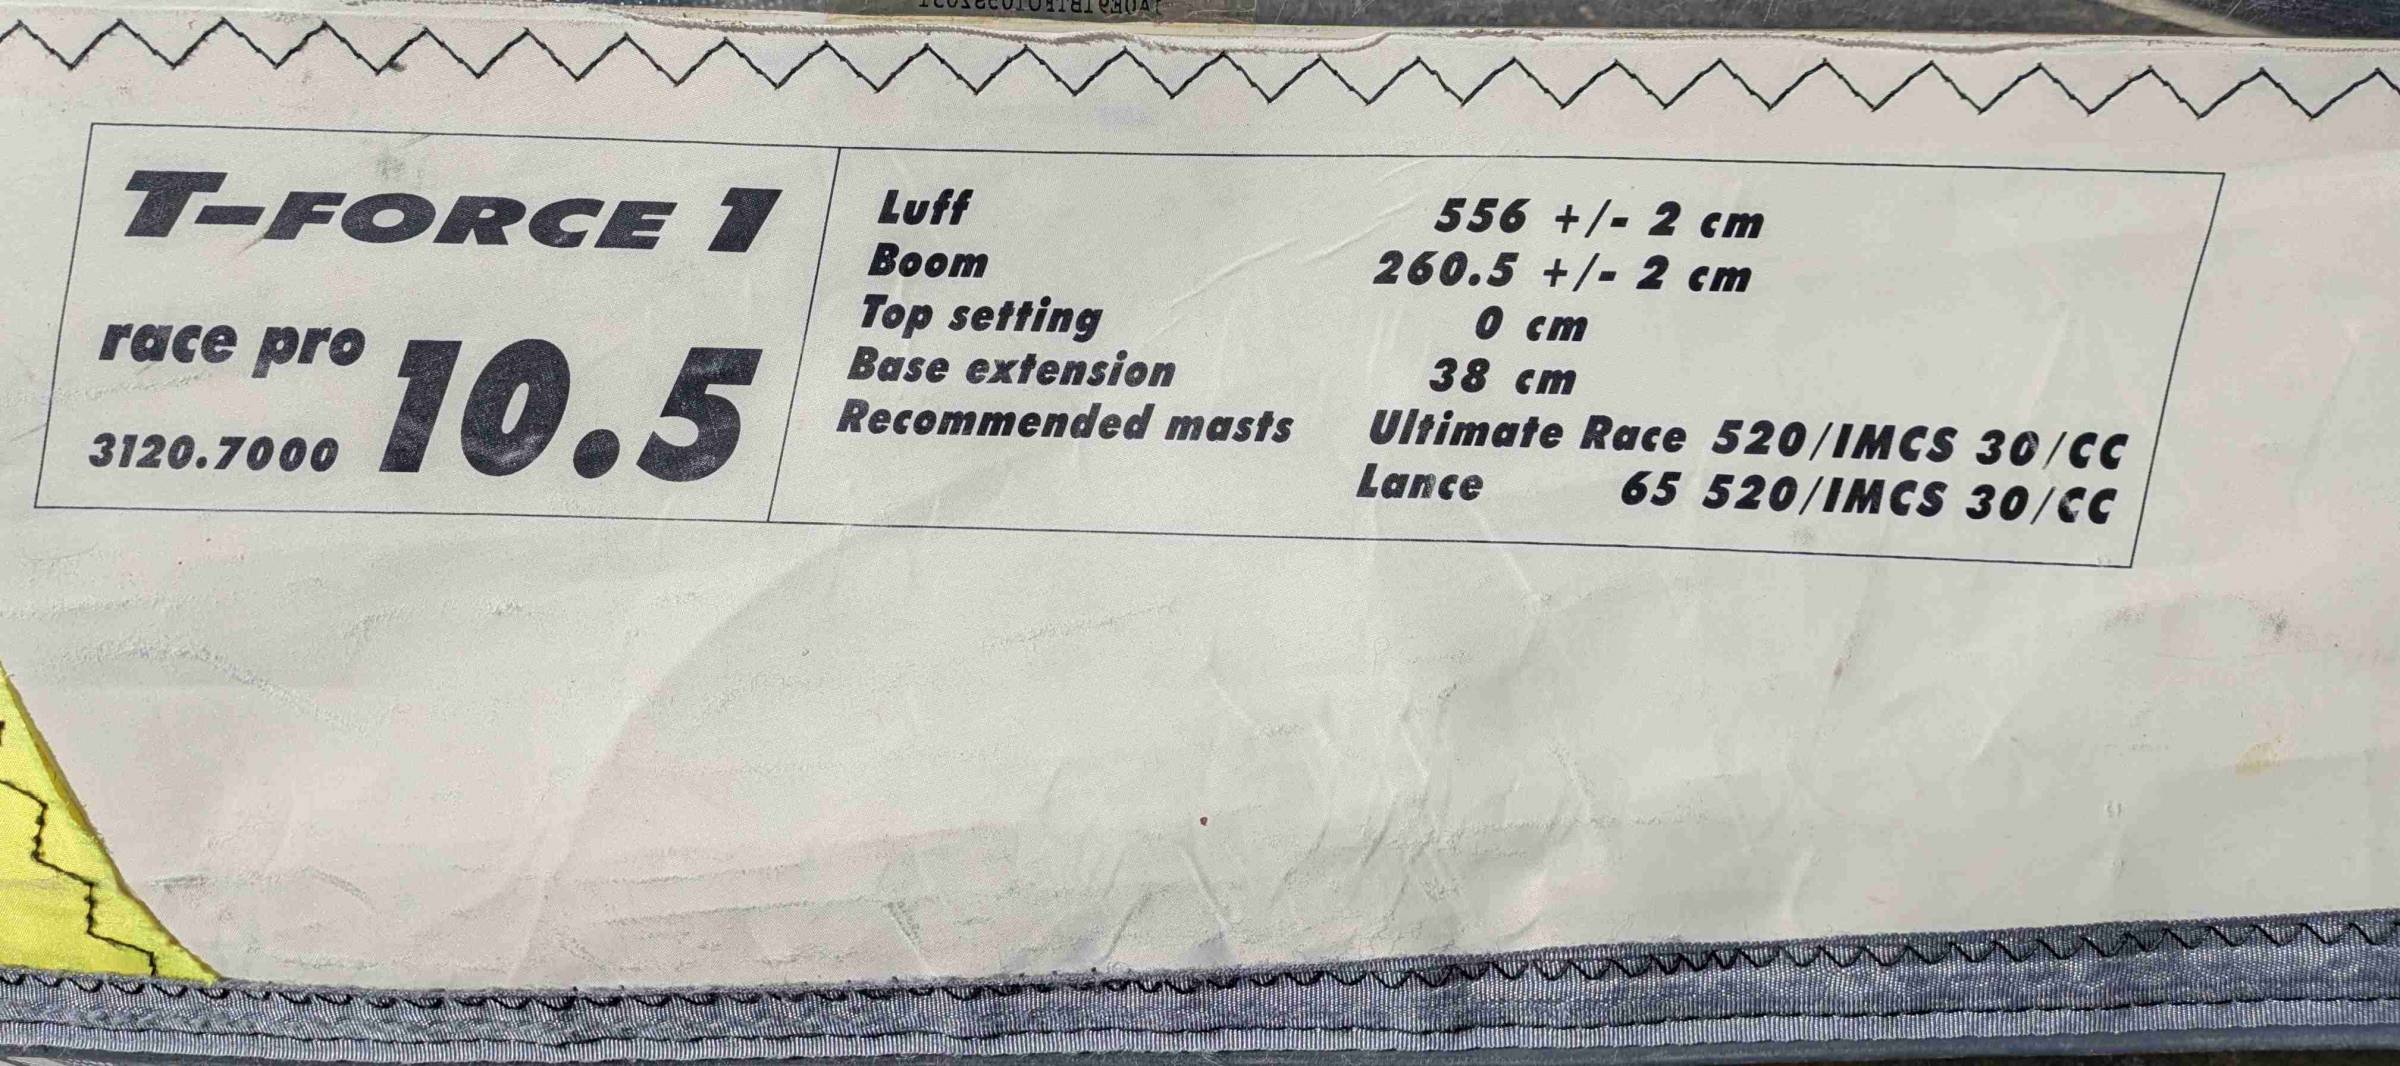 T-FORCE 1
race pro 10.5
3120.7000
Luff 556 +/- 2 cm
Boom 260.5 +/- 2 cm
Top setting 0 cm
Base extension 38 cm
Recommended masts Ultimate Race 520/IMCS 30/CC
Lance 65 520/IMCS 30/CC